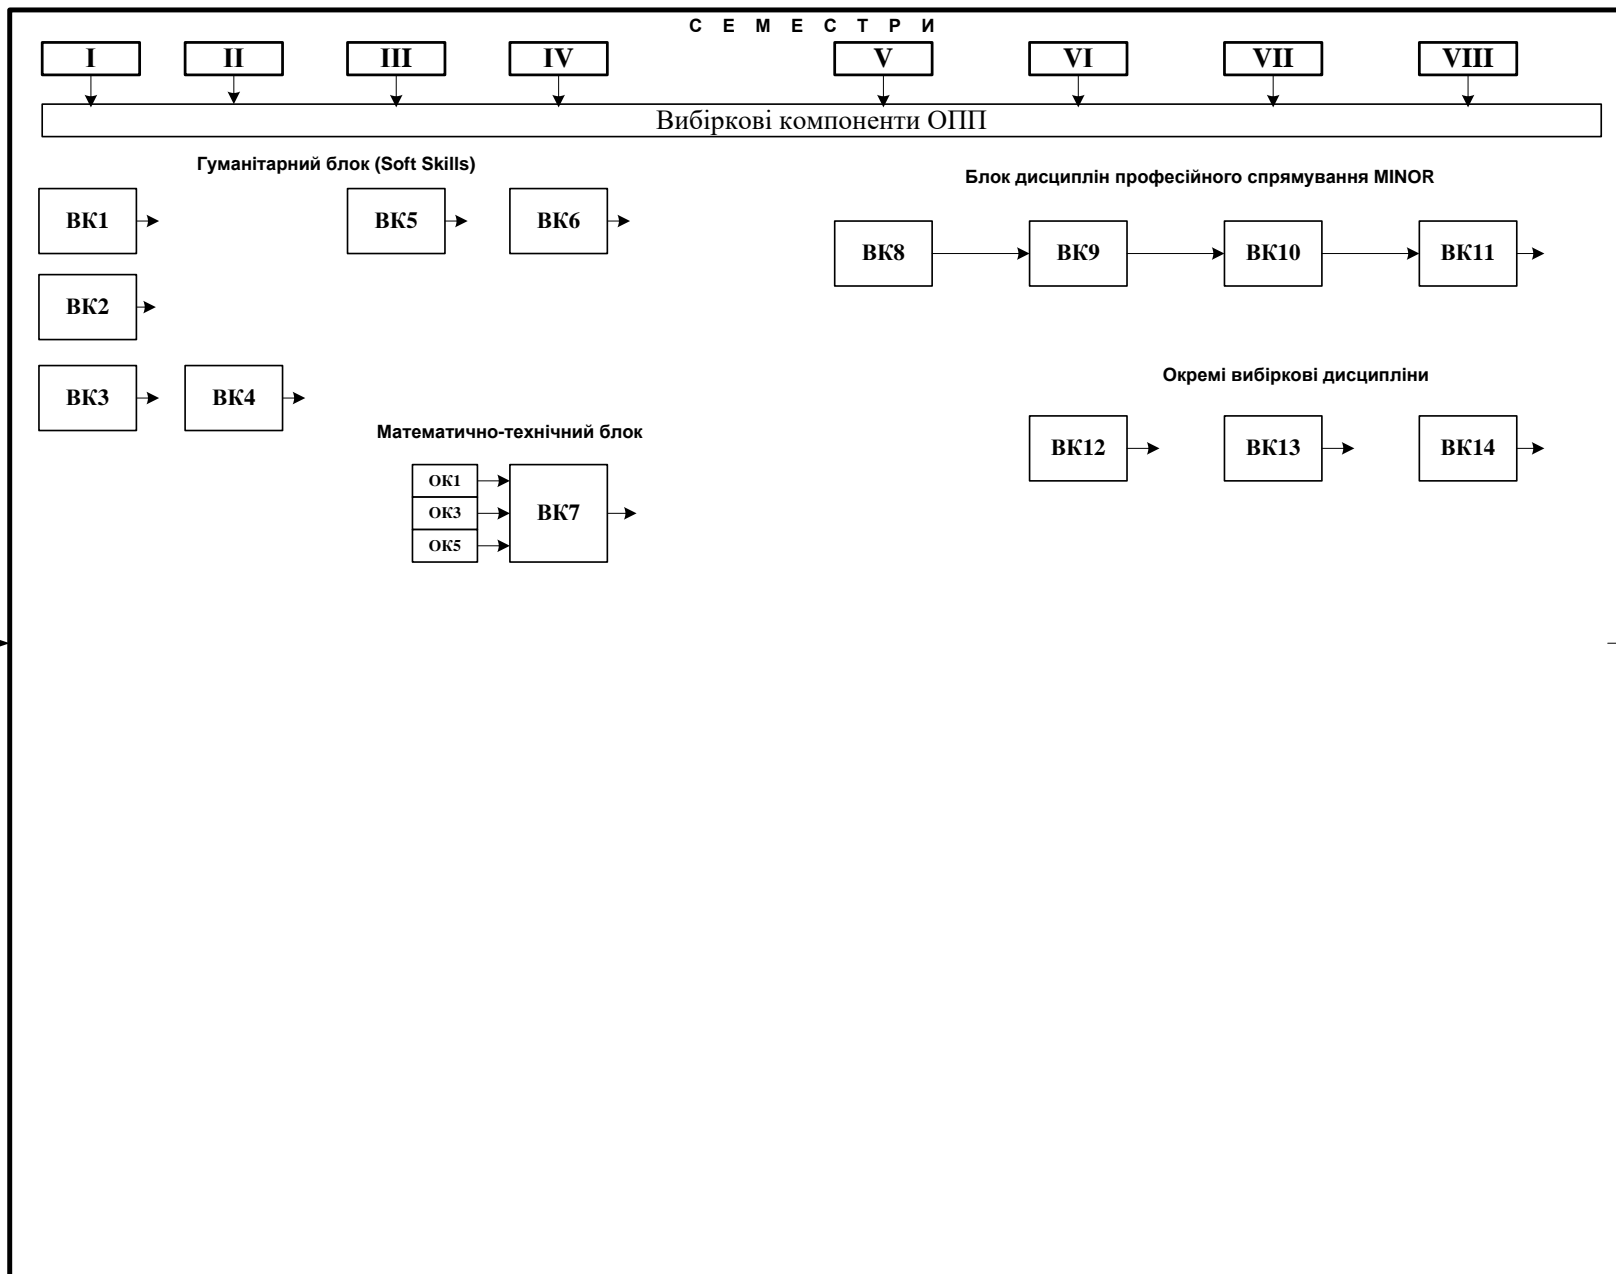 С Е М Е С Т Р И
I II III IV V VI VII VIII
Вибіркові компоненти ОПП
Гуманітарний блок (Soft Skills)
Блок дисциплін професійного спрямування MINOR
ВК1 ВК5 ВК6
ВК8 ВК9 ВК10 ВК11
ВК2
Окремі вибіркові дисципліни
ВК3 ВК4
Математично-технічний блок
ВК12 ВК13 ВК14
ОК1
ОК3 ВК7
ОК5